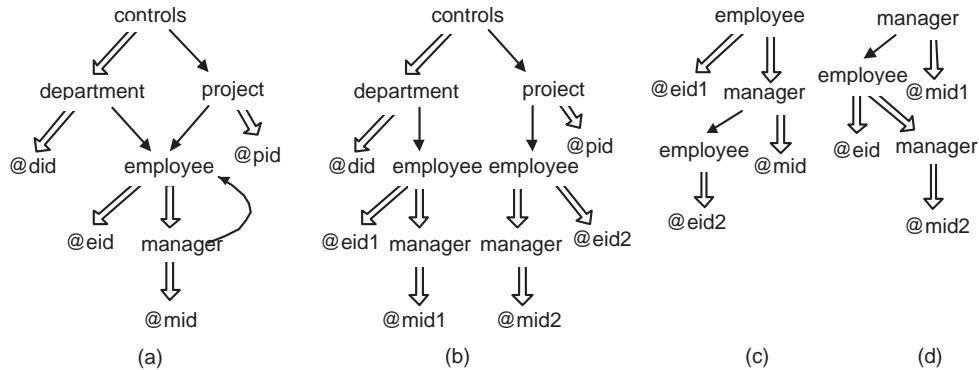 controls
department
project
@did
employee
@pid
@eid
manager
@mid
(a)
controls
department
project
@did
employee
employee
@pid
@eid1
manager
manager
@eid2
@mid1
@mid2
(b)
employee
@eid1
manager
employee
@mid
@eid2
(c)
manager
employee
@mid1
@eid
manager
@mid2
(d)